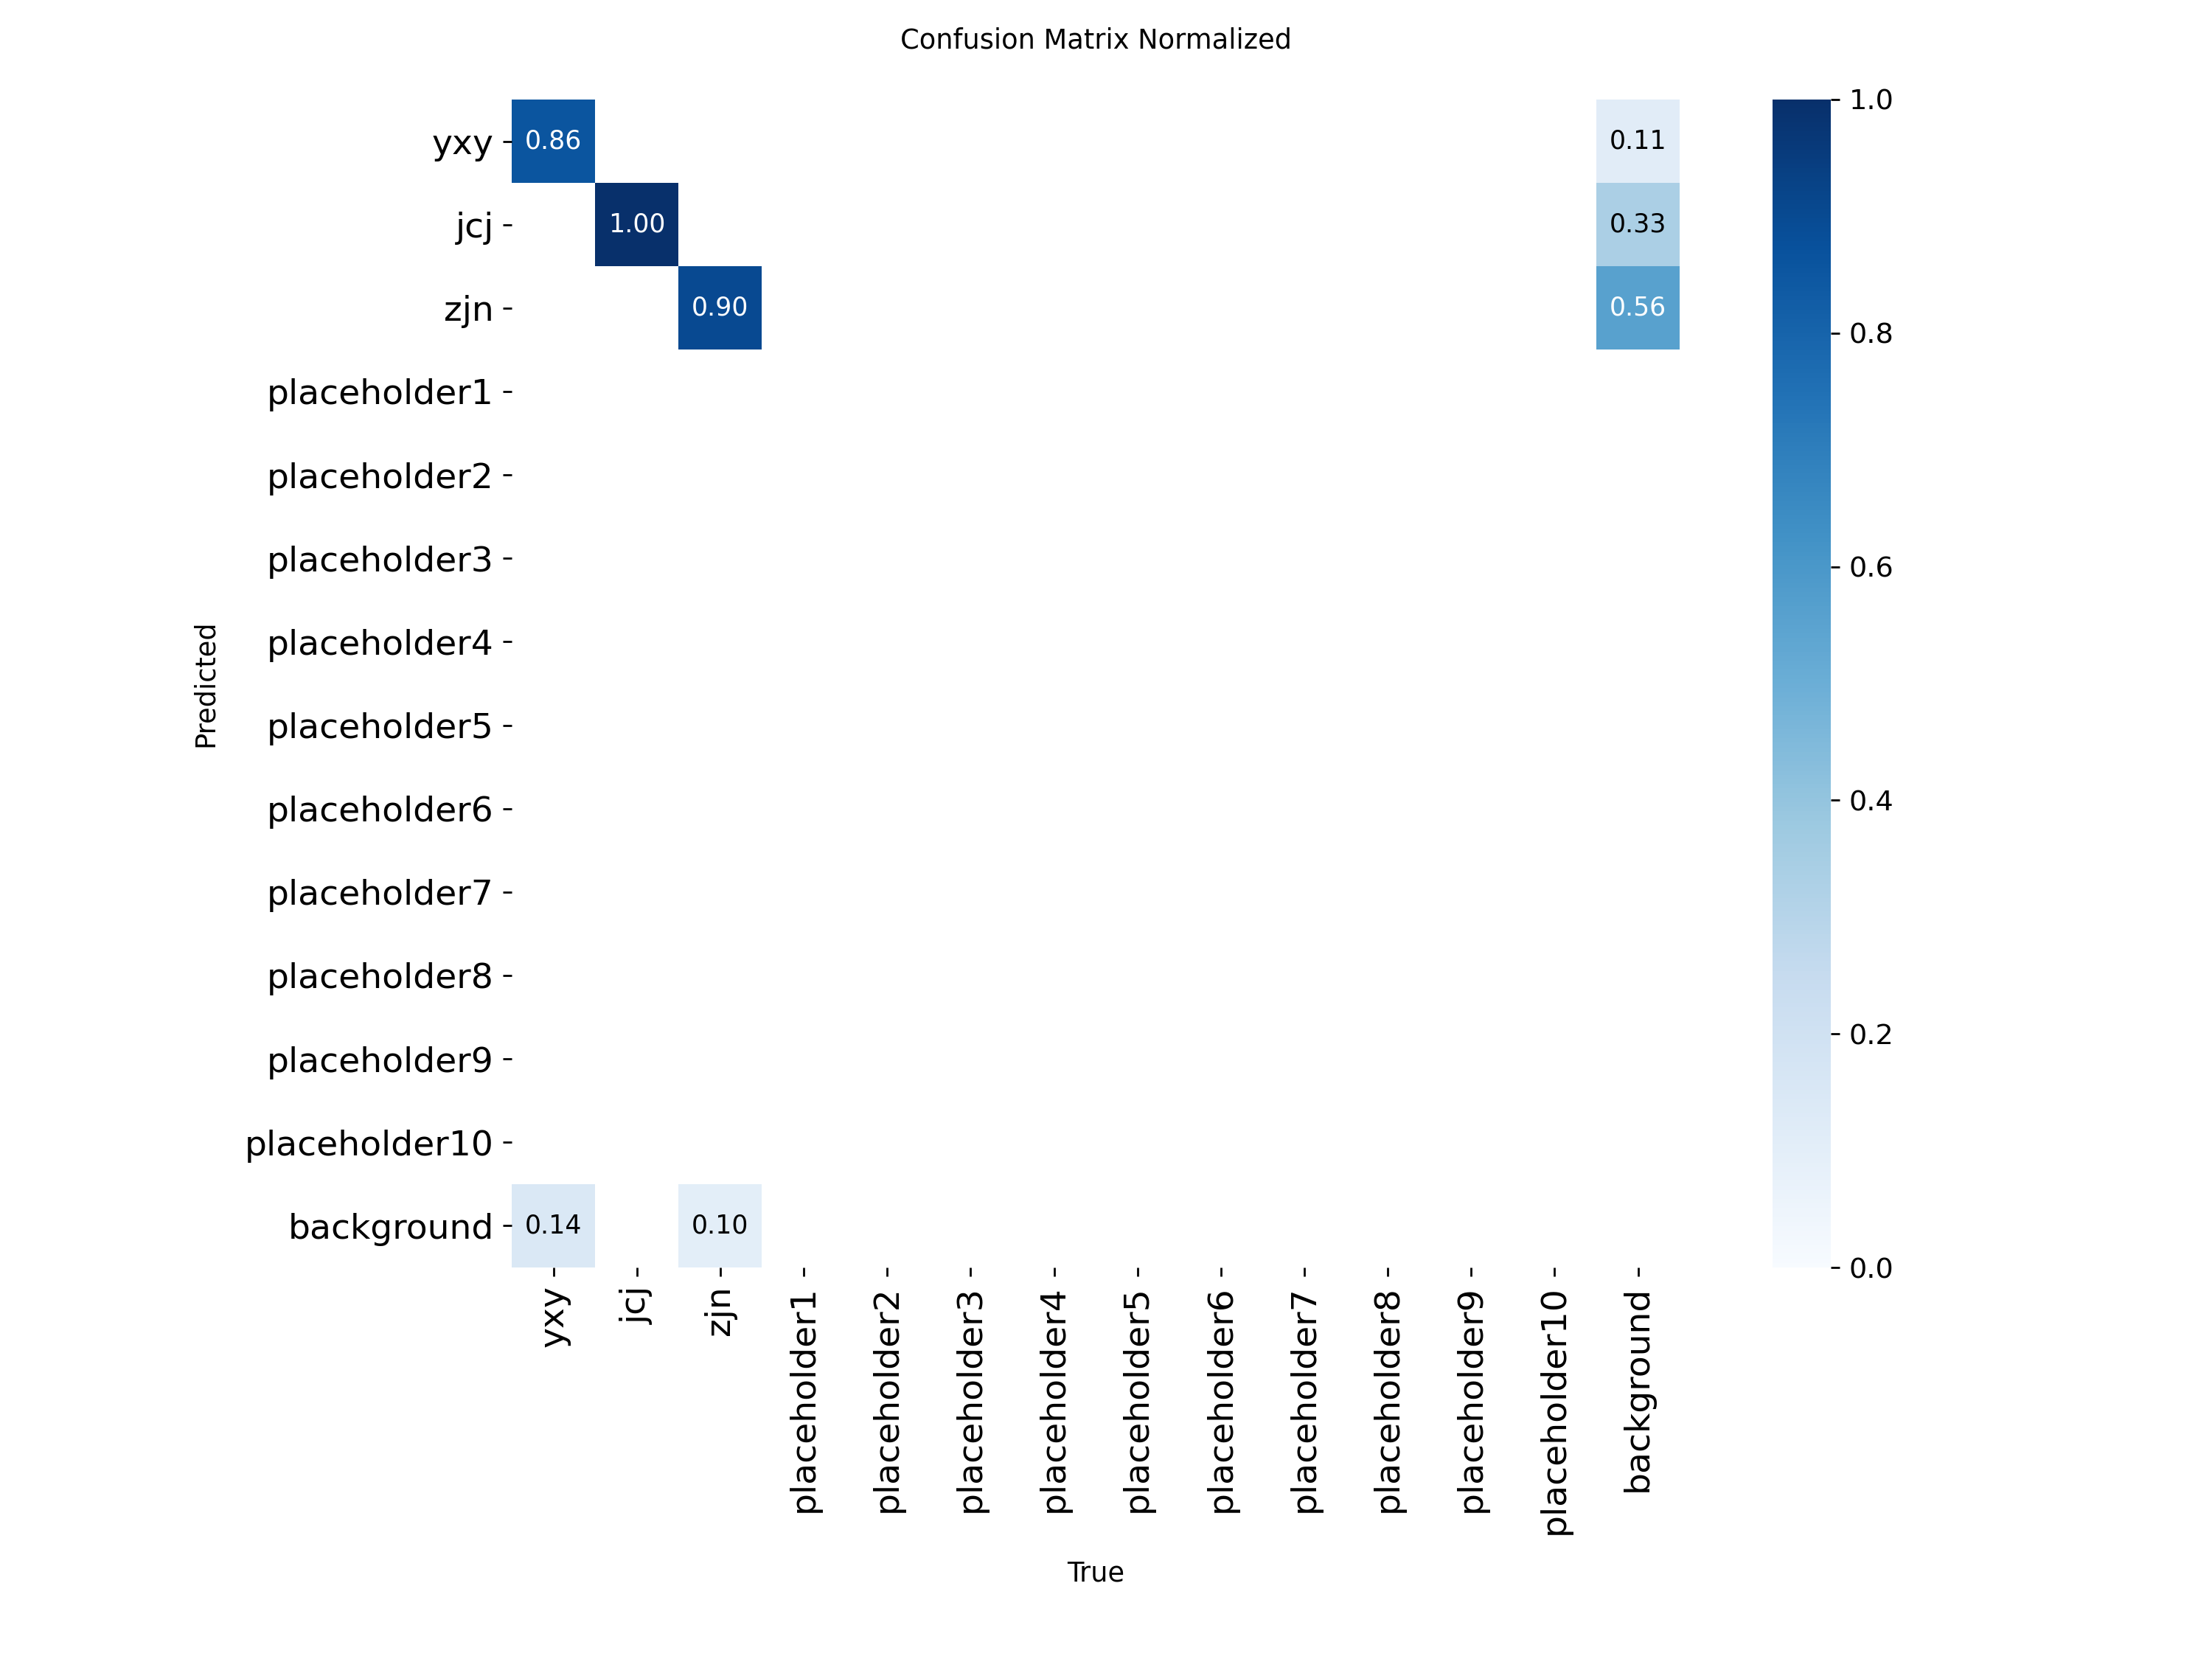 Confusion Matrix Normalized
yxy 0.86 0.11
jcj 1.00 0.33
zjn 0.90 0.56
placeholder1
placeholder2
placeholder3
placeholder4
placeholder5
placeholder6
placeholder7
placeholder8
placeholder9
placeholder10
background 0.14 0.10
Predicted
yxy jcj zjn placeholder1 placeholder2 placeholder3 placeholder4 placeholder5 placeholder6 placeholder7 placeholder8 placeholder9 placeholder10 background
True
1.0
0.8
0.6
0.4
0.2
0.0